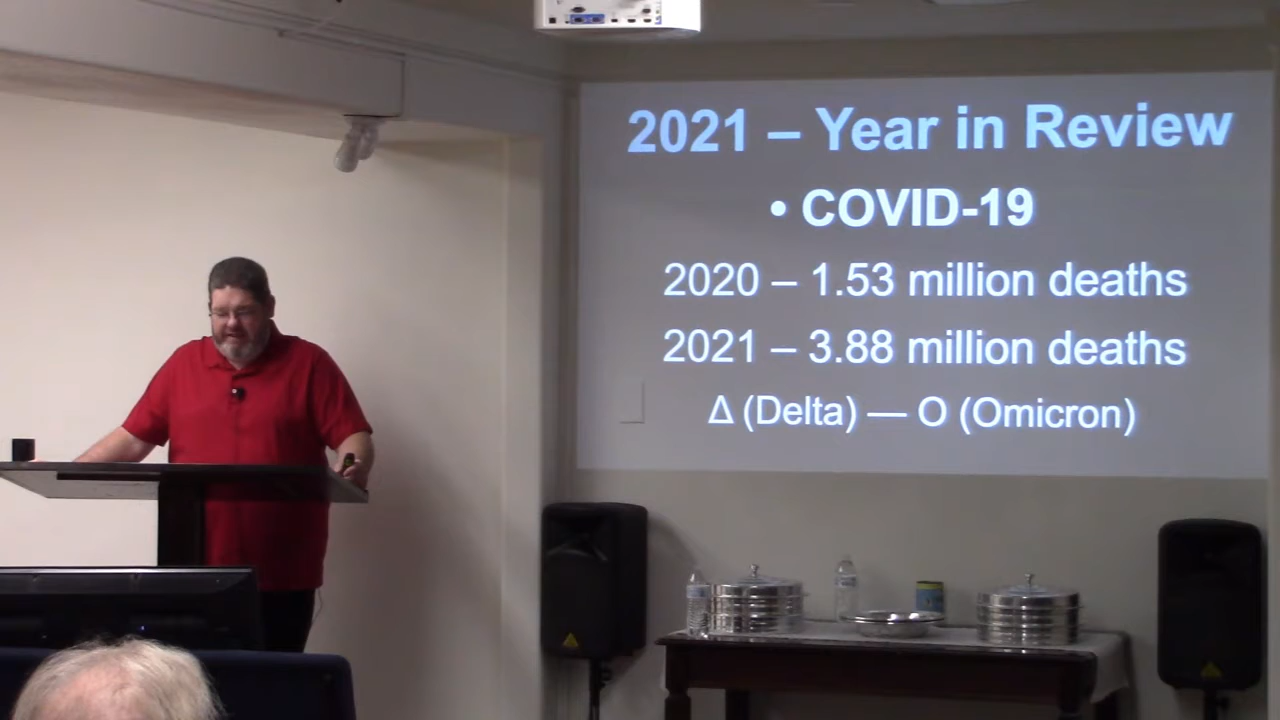 2021 – Year in Review
• COVID-19
2020 – 1.53 million deaths
2021 – 3.88 million deaths
Δ (Delta) — O (Omicron)